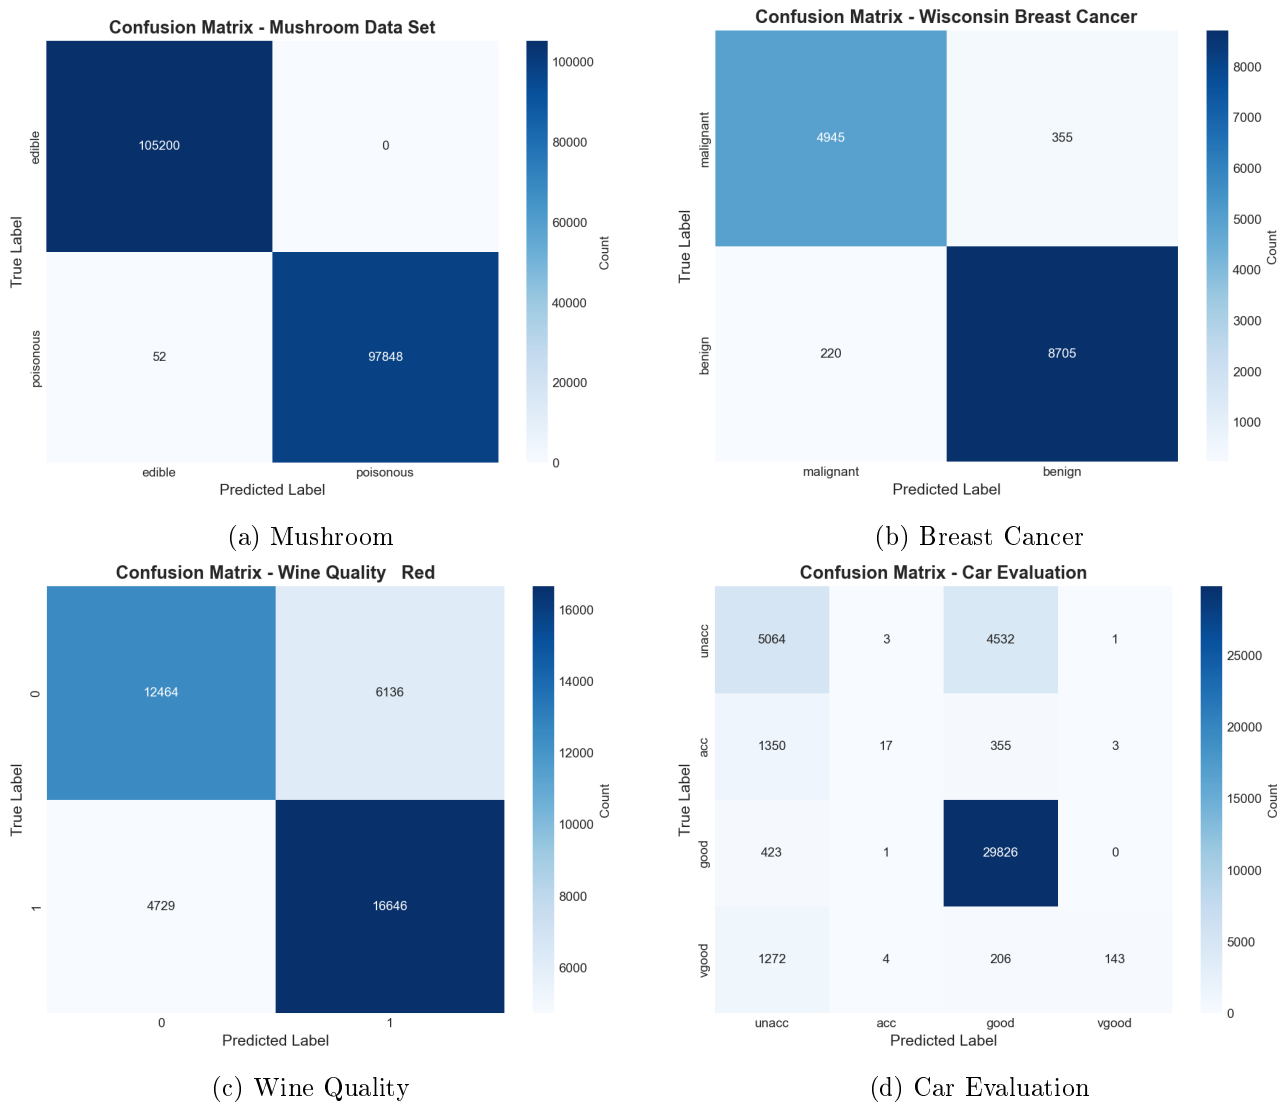 Confusion Matrix - Mushroom Data Set
True Label
edible
poisonous
105200 0
52 97848
edible poisonous
Predicted Label
100000
80000
60000
40000
20000
0
Count
(a) Mushroom
Confusion Matrix - Wisconsin Breast Cancer
True Label
malignant
benign
4945 355
220 8705
malignant benign
Predicted Label
8000
7000
6000
5000
4000
3000
2000
1000
Count
(b) Breast Cancer
Confusion Matrix - Wine Quality   Red
True Label
0
1
12464 6136
4729 16646
0 1
Predicted Label
16000
14000
12000
10000
8000
6000
Count
(c) Wine Quality
Confusion Matrix - Car Evaluation
True Label
unacc
acc
good
vgood
5064 3 4532 1
1350 17 355 3
423 1 29826 0
1272 4 206 143
unacc acc good vgood
Predicted Label
25000
20000
15000
10000
5000
0
Count
(d) Car Evaluation